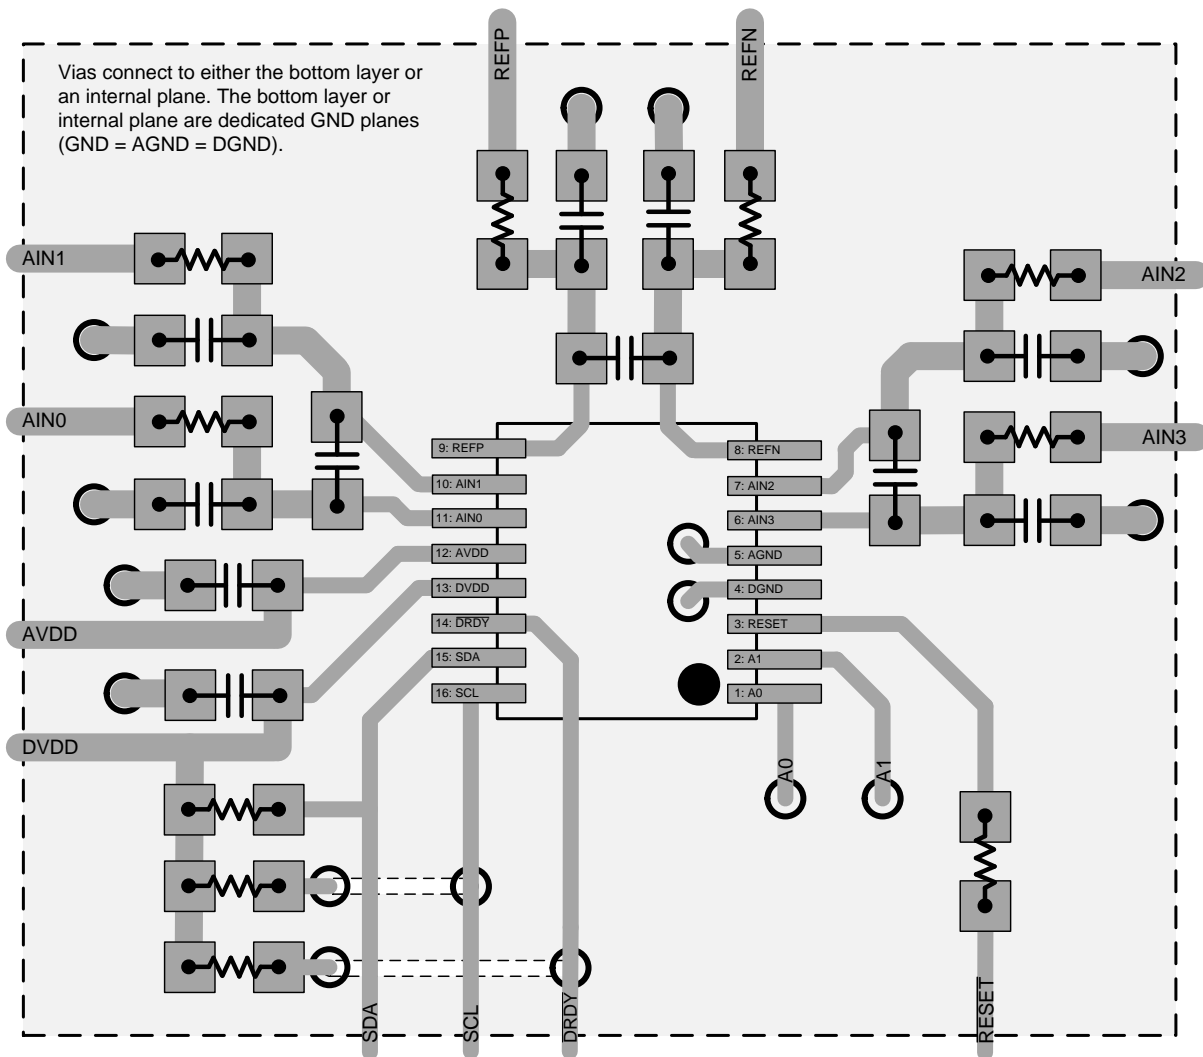 REFP
REFN
Vias connect to either the bottom layer or
an internal plane. The bottom layer or
internal plane are dedicated GND planes
(GND = AGND = DGND).
AIN1
AIN2
AIN0
AIN3
9: REFP
8: REFN
10: AIN1
7: AIN2
11: AIN0
6: AIN3
12: AVDD
5: AGND
13: DVDD
4: DGND
14: DRDY
3: RESET
15: SDA
2: A1
16: SCL
1: A0
AVDD
DVDD
A0
A1
SDA
SCL
DRDY
RESET